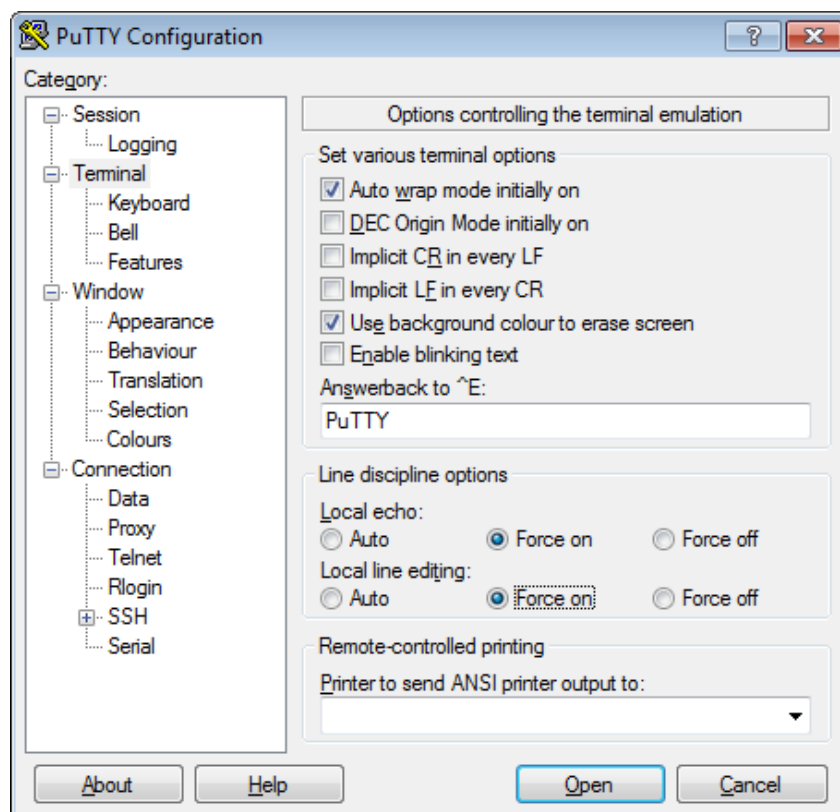 PuTTY Configuration
Category:
Session
Logging
Terminal
Keyboard
Bell
Features
Window
Appearance
Behaviour
Translation
Selection
Colours
Connection
Data
Proxy
Telnet
Rlogin
SSH
Serial
Options controlling the terminal emulation
Set various terminal options
Auto wrap mode initially on
DEC Origin Mode initially on
Implicit CR in every LF
Implicit LF in every CR
Use background colour to erase screen
Enable blinking text
Answerback to ^E:
PuTTY
Line discipline options
Local echo:
Auto Force on Force off
Local line editing:
Auto Force on Force off
Remote-controlled printing
Printer to send ANSI printer output to:
About Help Open Cancel